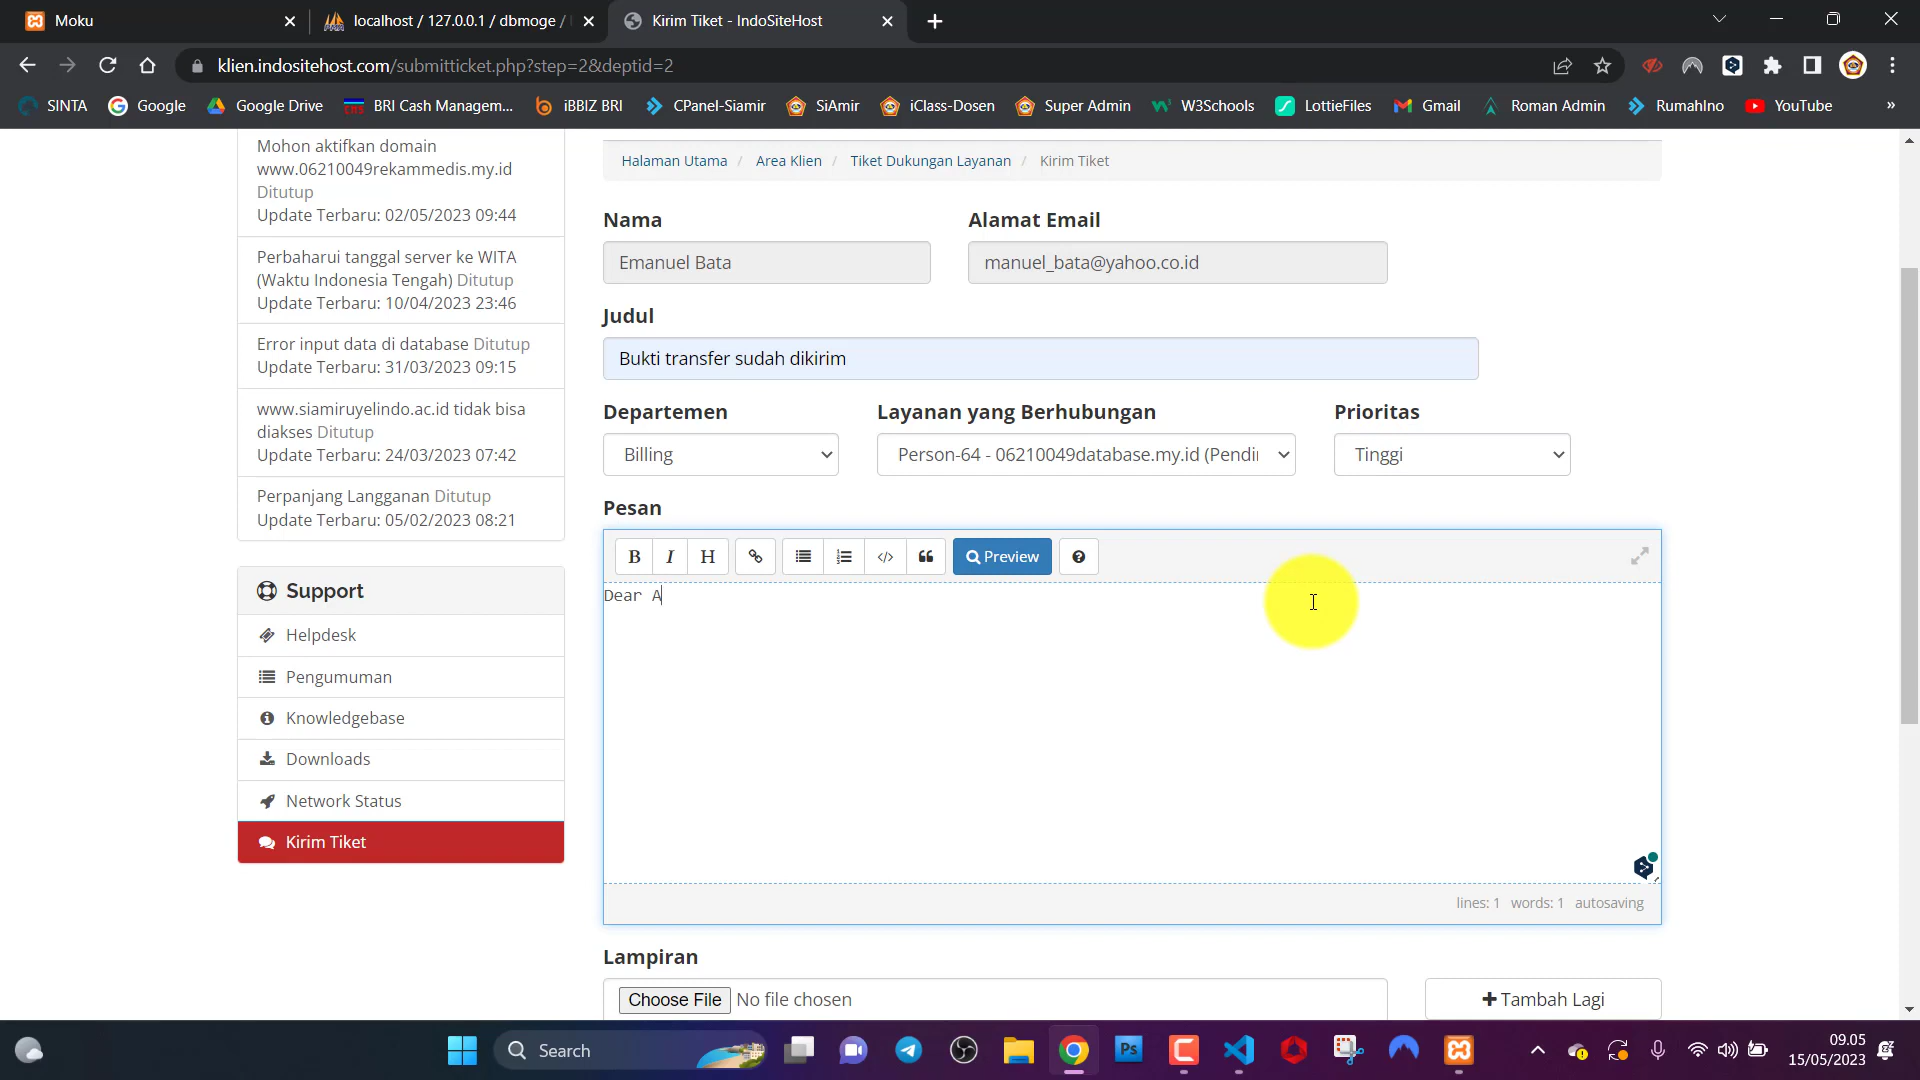 Moku
localhost / 127.0.0.1 / dbmoge /
Kirim Tiket - IndoSiteHost
klien.indositehost.com/submitticket.php?step=2&deptid=2
SINTA
Google
Google Drive
BRI Cash Managem...
iBBIZ BRI
CPanel-Siamir
SiAmir
iClass-Dosen
Super Admin
W3Schools
LottieFiles
Gmail
Roman Admin
RumahIno
YouTube
»
Mohon aktifkan domain
www.06210049rekammedis.my.id
Ditutup
Update Terbaru: 02/05/2023 09:44
Perbaharui tanggal server ke WITA
(Waktu Indonesia Tengah) Ditutup
Update Terbaru: 10/04/2023 23:46
Error input data di database Ditutup
Update Terbaru: 31/03/2023 09:15
www.siamiruyelindo.ac.id tidak bisa
diakses Ditutup
Update Terbaru: 24/03/2023 07:42
Perpanjang Langganan Ditutup
Update Terbaru: 05/02/2023 08:21
Support
Helpdesk
Pengumuman
Knowledgebase
Downloads
Network Status
Kirim Tiket
Halaman Utama / Area Klien / Tiket Dukungan Layanan / Kirim Tiket
Nama
Alamat Email
Emanuel Bata
manuel_bata@yahoo.co.id
Judul
Bukti transfer sudah dikirim
Departemen
Layanan yang Berhubungan
Prioritas
Billing
Person-64 - 06210049database.my.id (Pendi
Tinggi
Pesan
B
I
H
Preview
Dear A
lines: 1 words: 1 autosaving
Lampiran
Choose File No file chosen
Tambah Lagi
Search
Ps
09.05
15/05/2023